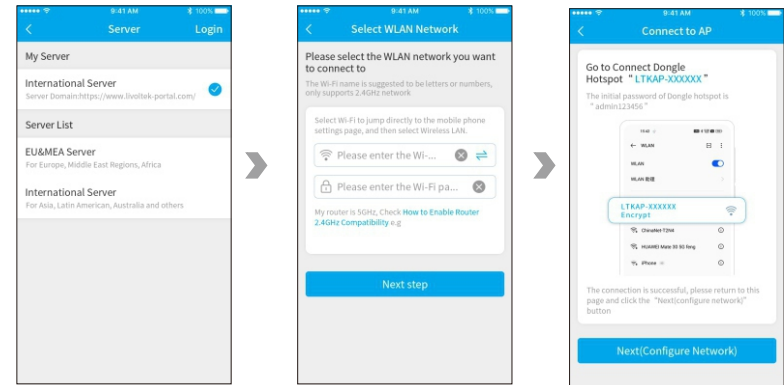 9:41 AM
100%
Server
Login
My Server
International Server
Server Domain:https://www.livoltek-portal.com/
Server List
EU&MEA Server
For Europe, Middle East Regions, Africa
International Server
For Asia, Latin American, Australia and others
9:41 AM
100%
Select WLAN Network
Please select the WLAN network you want
to connect to
The Wi-Fi name is suggested to be letters or numbers,
only supports 2.4GHz network
Select Wi-Fi to jump directly to the mobile phone
settings page, and then select Wireless LAN.
Please enter the Wi-...
Please enter the Wi-Fi pa...
My router is 5GHz, Check How to Enable Router
2.4GHz Compatibility e.g
Next step
9:41 AM
100%
Connect to AP
Go to Connect Dongle
Hotspot “ LTKAP-XXXXXX ”
The initial password of Dongle hotspot is
“ admin123456 ”
WLAN
WLAN
LTKAP-XXXXXX
Encrypt
ChinaNet-T2N4
iPhone
The connection is successful, please return to this
page and click the “Next(configure network)”
button
Next(Configure Network)